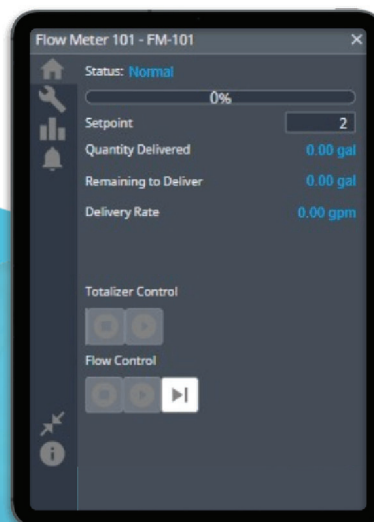 Flow Meter 101 - FM-101
Status: Normal
0%
Setpoint 2
Quantity Delivered 0.00 gal
Remaining to Deliver 0.00 gal
Delivery Rate 0.00 gpm
Totalizer Control
Flow Control